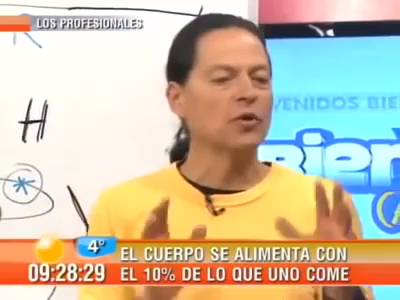 LOS PROFESIONALES
H
VENIDOS BIEN
Bien
4°
EL CUERPO SE ALIMENTA CON
09:28:29
EL 10% DE LO QUE UNO COME